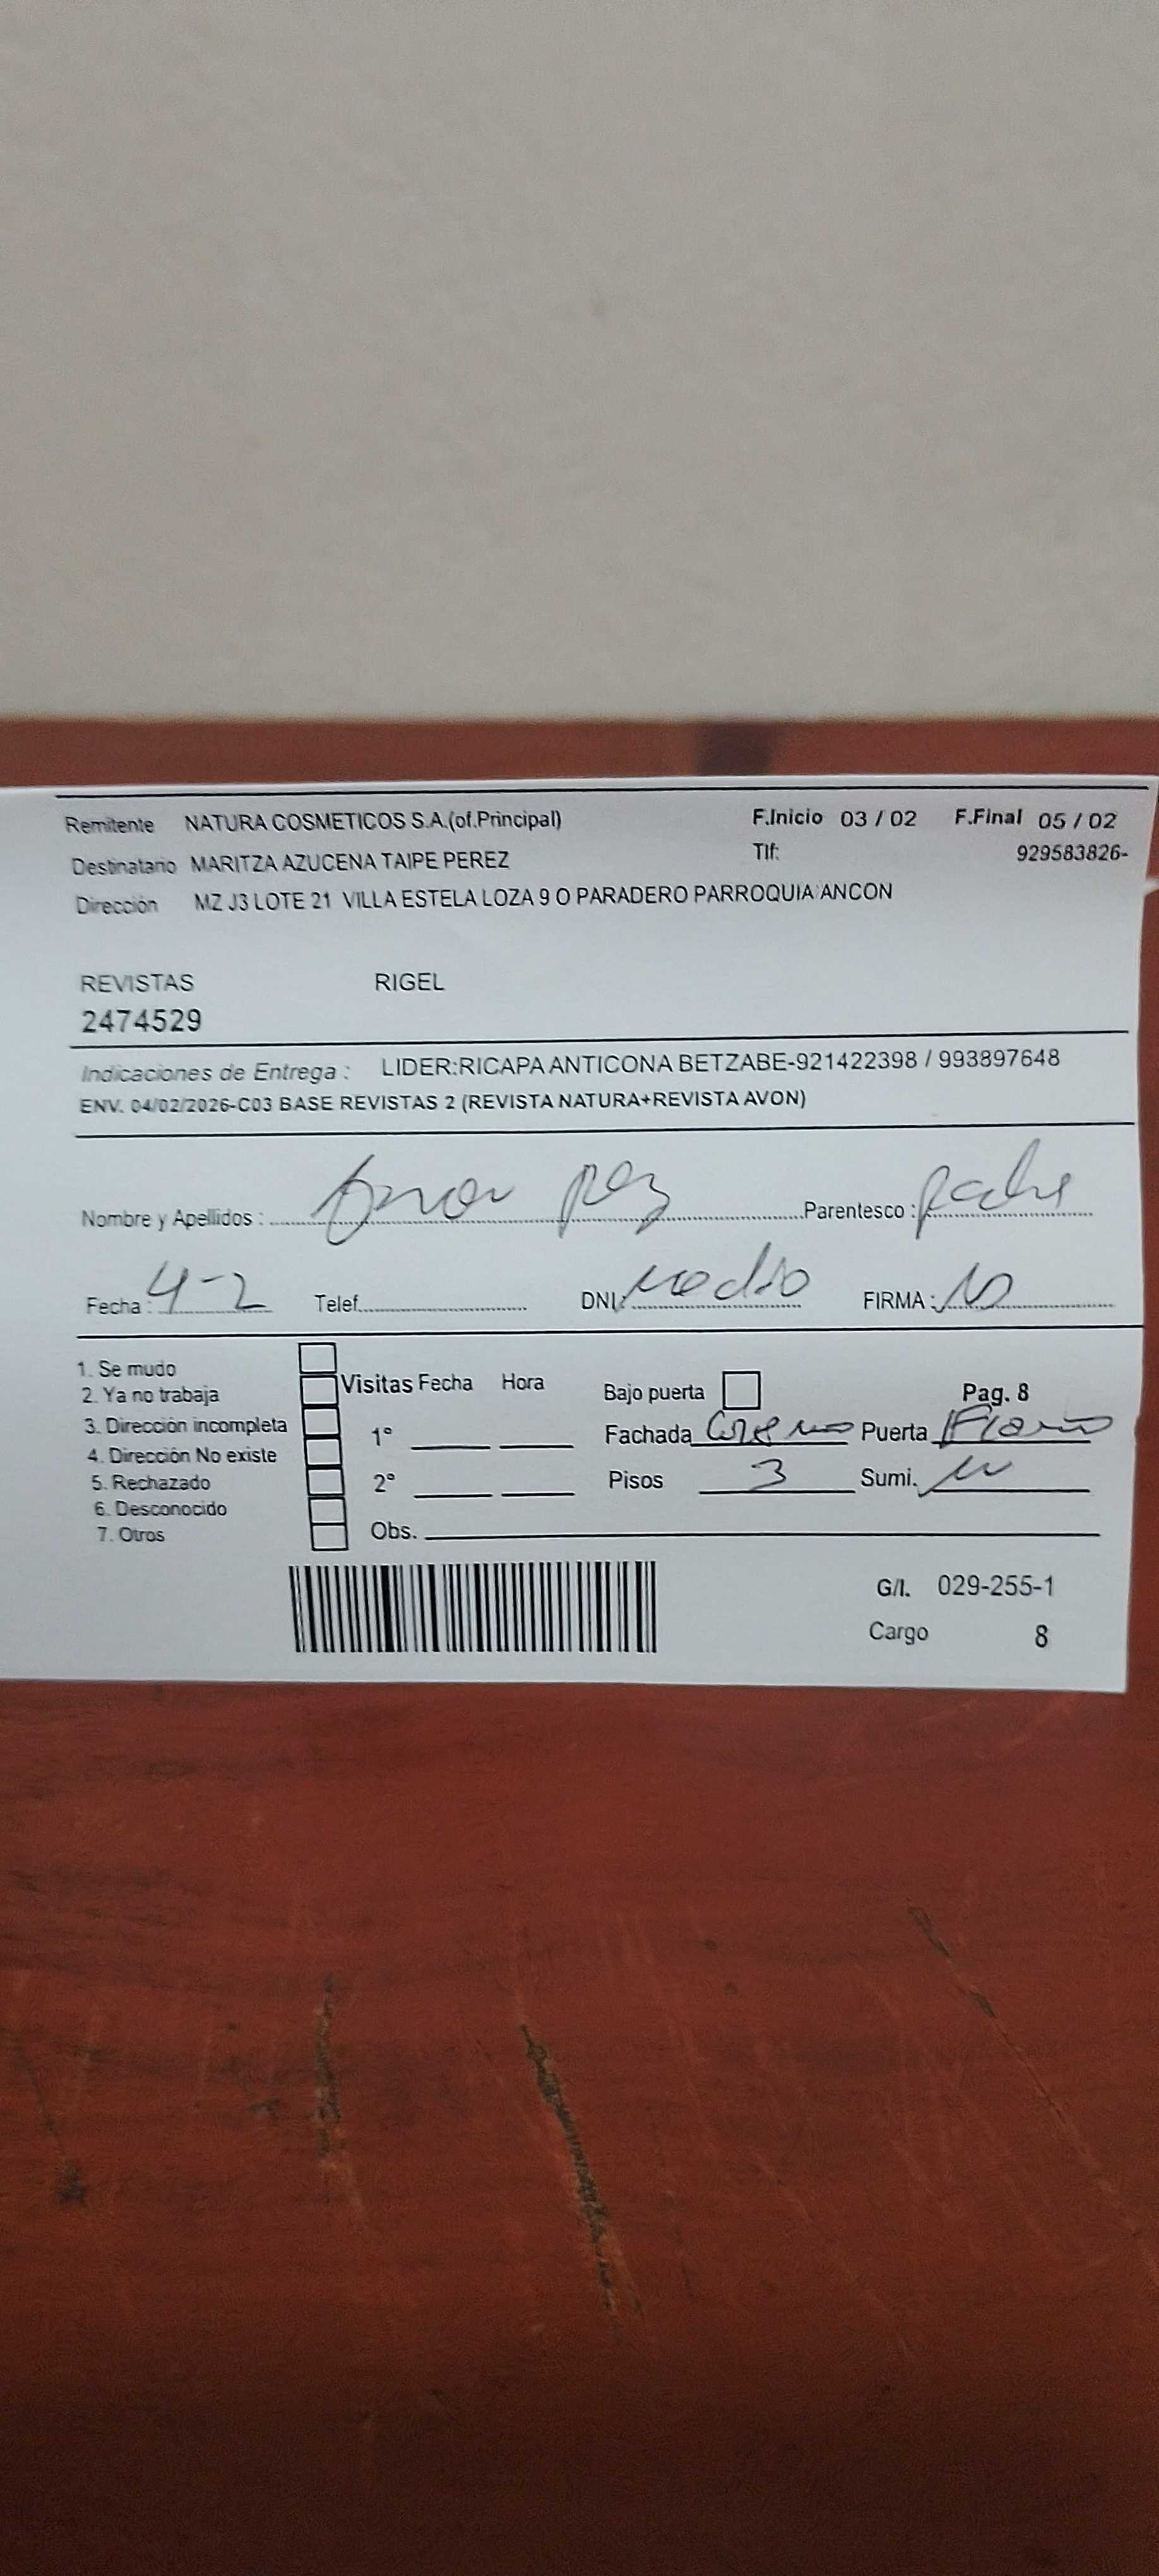 Remitente NATURA COSMETICOS S.A.(of.Principal) F.Inicio 03 / 02 F.Final 05 / 02
Destinatario MARITZA AZUCENA TAIPE PEREZ Tlf: 929583826-
Dirección MZ J3 LOTE 21 VILLA ESTELA LOZA 9 O PARADERO PARROQUIA ANCON
REVISTAS RIGEL
2474529
Indicaciones de Entrega : LIDER:RICAPA ANTICONA BETZABE-921422398 / 993897648
ENV. 04/02/2026-C03 BASE REVISTAS 2 (REVISTA NATURA+REVISTA AVON)
Nombre y Apellidos : Parentesco : padre
Fecha : 4-2 Telef. DNI: FIRMA :
1. Se mudo
2. Ya no trabaja Visitas Fecha Hora Bajo puerta Pag. 8
3. Dirección incompleta 1° Fachada Puerta
4. Dirección No existe
5. Rechazado 2° Pisos 3 Sumi.
6. Desconocido
7. Otros Obs.
G/I. 029-255-1
Cargo 8